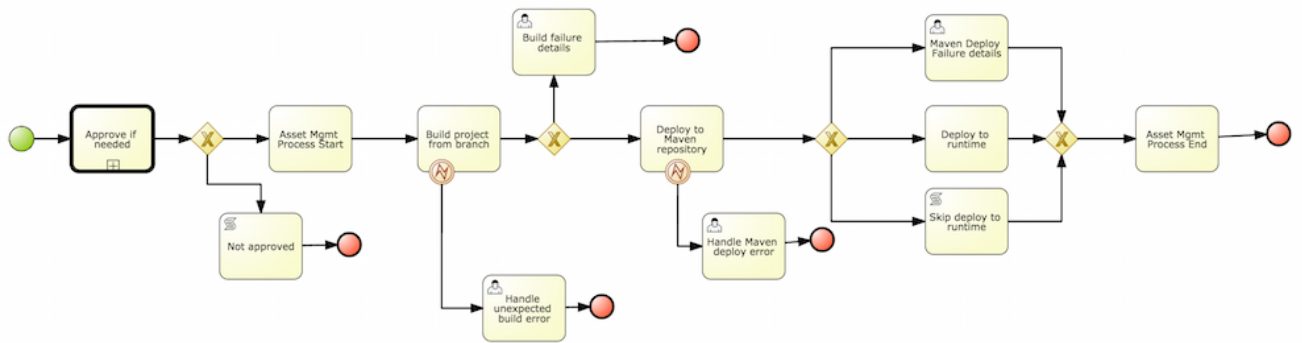 Build failure
details
Maven Deploy
Failure details
Approve if
needed
Asset Mgmt
Process Start
Build project
from branch
Deploy to
Maven
repository
Deploy to
runtime
Asset Mgmt
Process End
Not approved
Handle Maven
deploy error
Skip deploy to
runtime
Handle
unexpected
build error